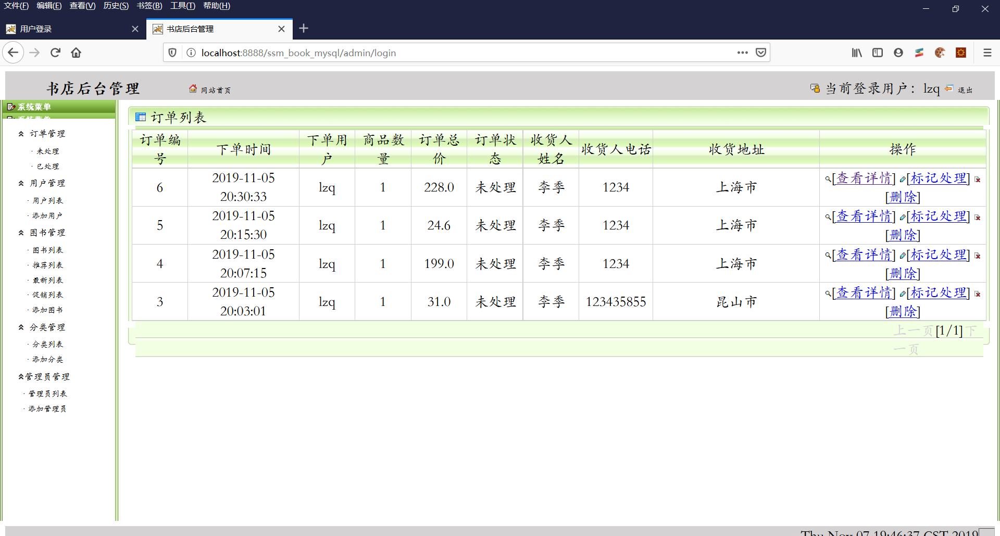 文件(F) 编辑(E) 查看(V) 历史(S) 书签(B) 工具(T) 帮助(H)
用户登录
书店后台管理
localhost:8888/ssm_book_mysql/admin/login
书店后台管理
网站首页
当前登录用户：lzq
退出
系统菜单
系统菜单
订单管理
· 未处理
· 已处理
用户管理
· 用户列表
· 添加用户
图书管理
· 图书列表
· 推荐列表
· 最新列表
· 促销列表
· 添加图书
分类管理
· 分类列表
· 添加分类
管理员管理
· 管理员列表
· 添加管理员
订单列表
订单编号 下单时间 下单用户 商品数量 订单总价 订单状态 收货人姓名 收货人电话 收货地址 操作
6 2019-11-05 20:30:33 lzq 1 228.0 未处理 李季 1234 上海市 [查看详情] [标记处理] [删除]
5 2019-11-05 20:15:30 lzq 1 24.6 未处理 李季 1234 上海市 [查看详情] [标记处理] [删除]
4 2019-11-05 20:07:15 lzq 1 199.0 未处理 李季 1234 上海市 [查看详情] [标记处理] [删除]
3 2019-11-05 20:03:01 lzq 1 31.0 未处理 李季 123435855 昆山市 [查看详情] [标记处理] [删除]
上一页[1/1]下
一页
Thu Nov 07 19:46:37 CST 2019